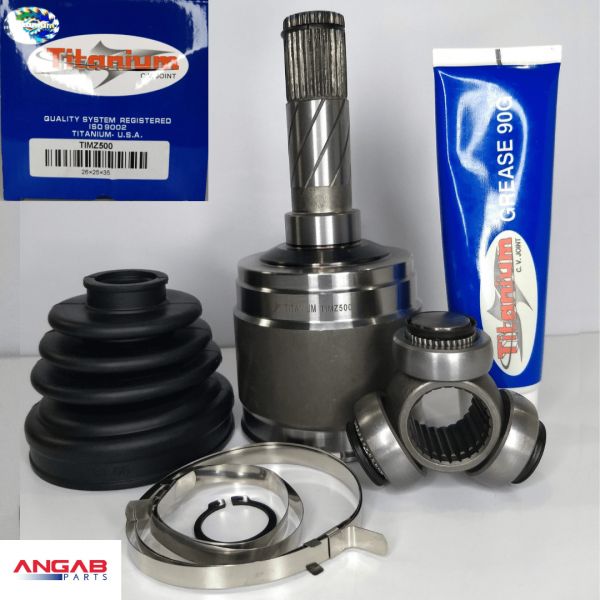 Titanium
Titanium
C.V. JOINT
QUALITY SYSTEM REGISTERED
ISO 9002
TITANIUM- U.S.A.
TIMZ500
26×25×35
TITANIUM TIMZ500
Titanium
C. V. JOINT
GREASE 90G
ANGAB
PARTS